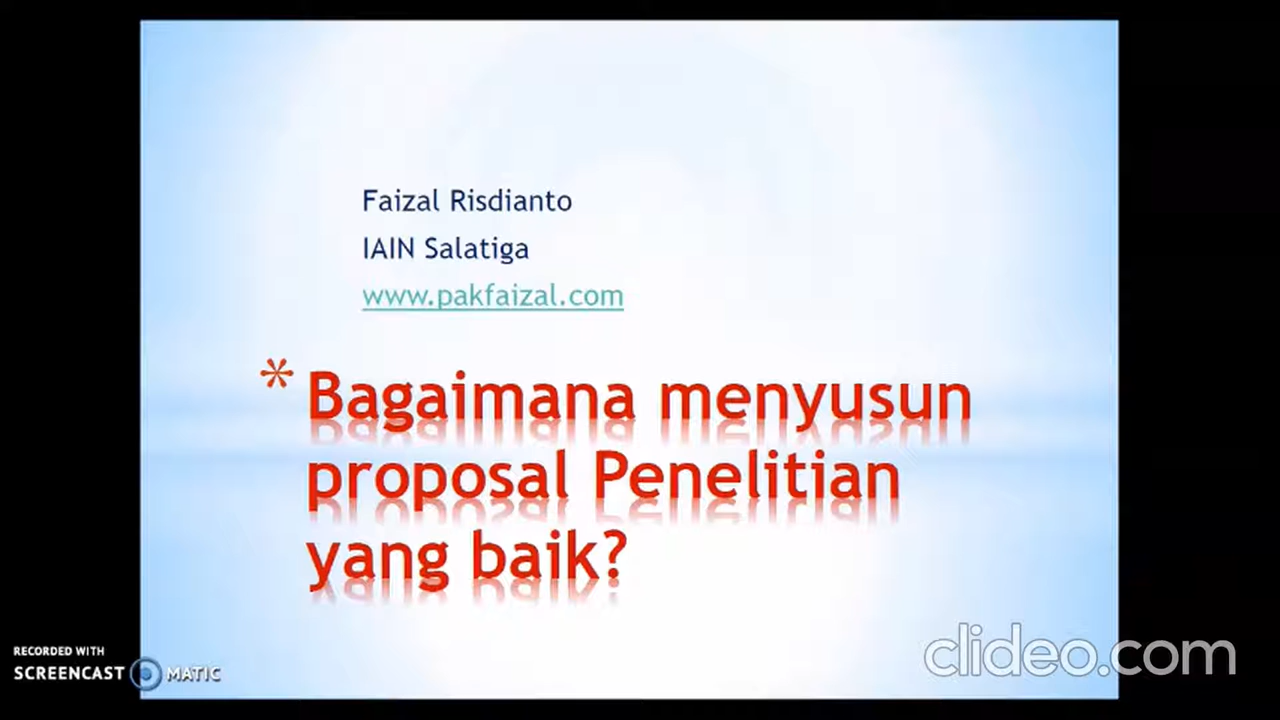 Faizal Risdianto
IAIN Salatiga
www.pakfaizal.com
* Bagaimana menyusun
proposal Penelitian
yang baik?
RECORDED WITH
SCREENCAST MATIC
clideo.com